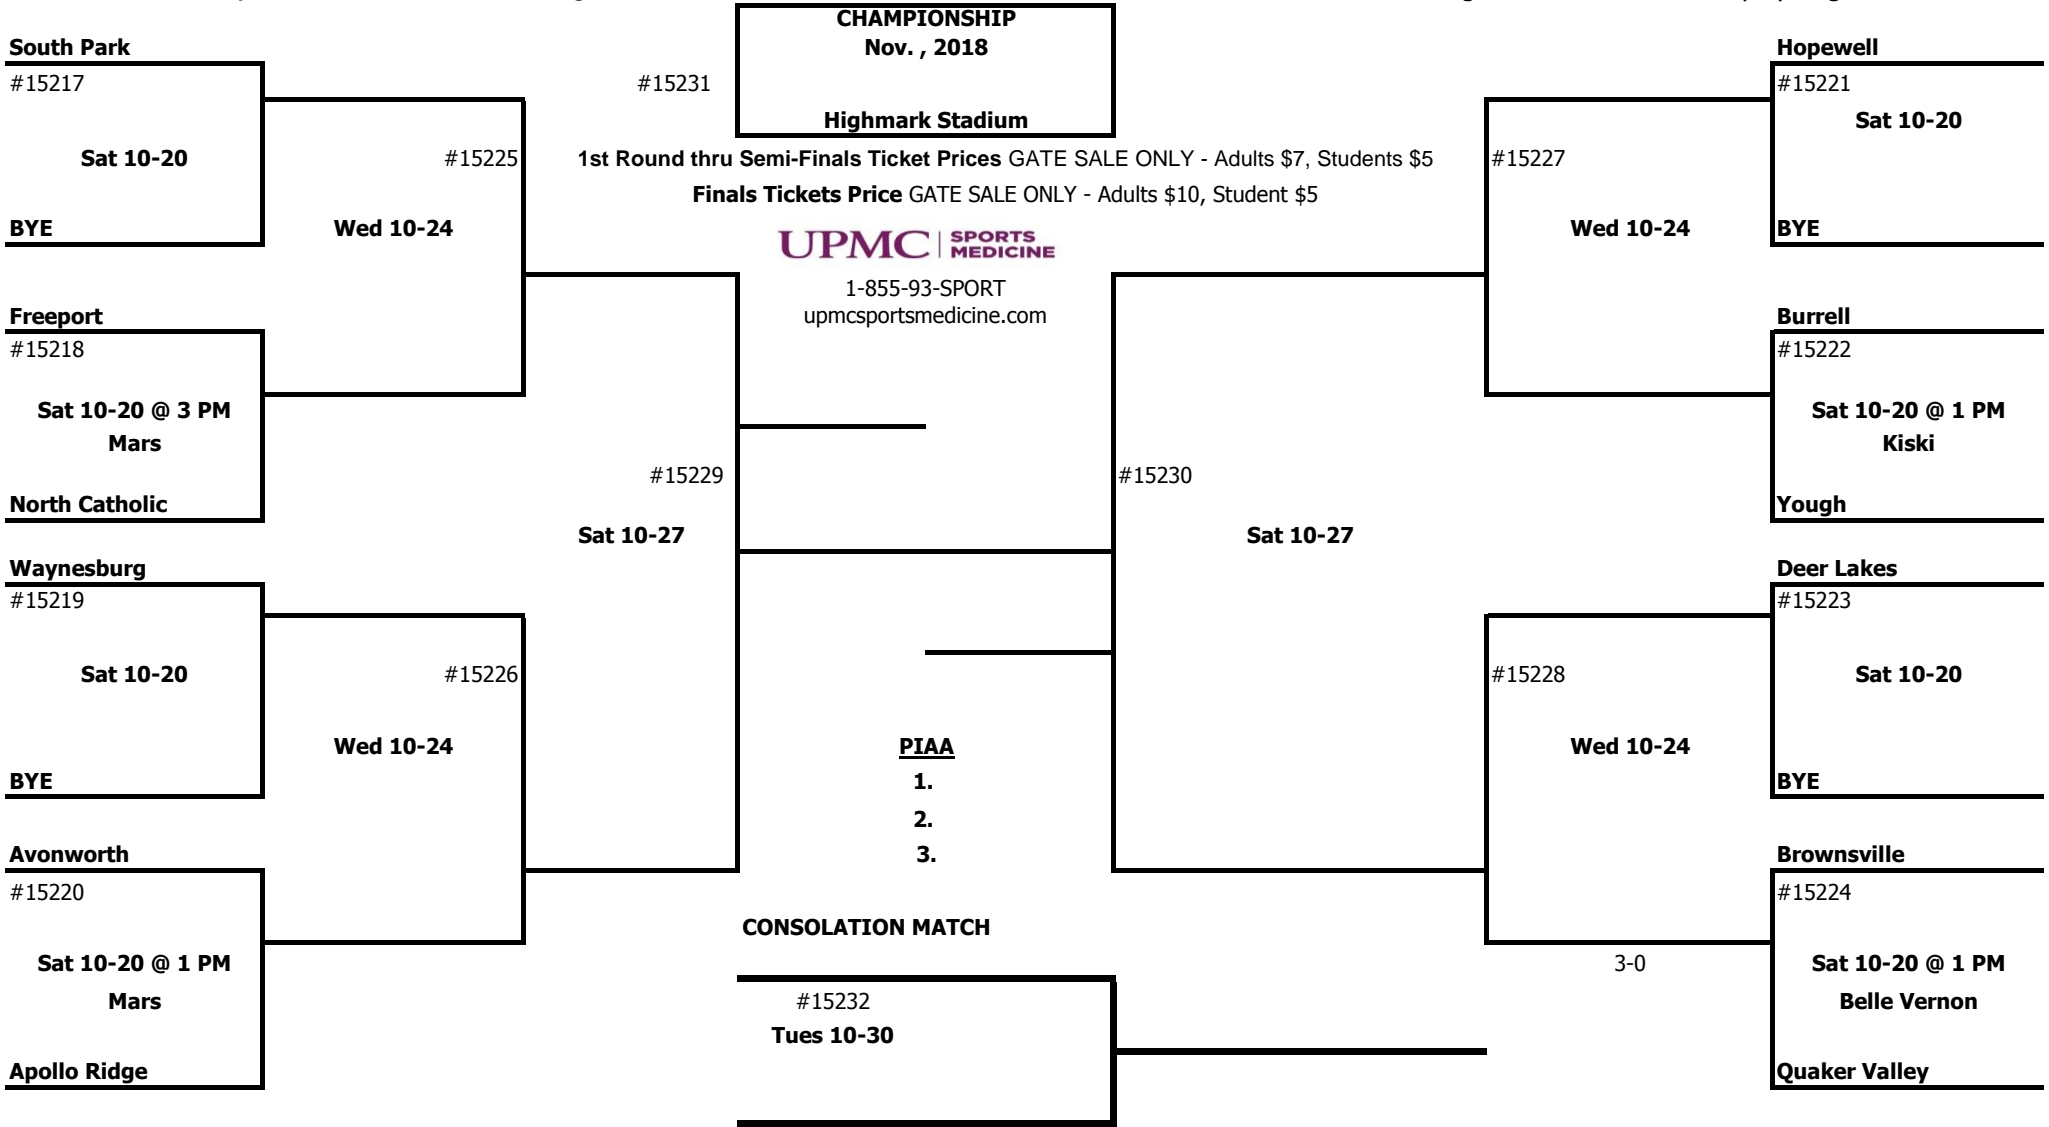 CHAMPIONSHIP
Nov. , 2018
#15231
Highmark Stadium
1st Round thru Semi-Finals Ticket Prices GATE SALE ONLY - Adults $7, Students $5
Finals Tickets Price GATE SALE ONLY - Adults $10, Student $5
UPMC | SPORTS MEDICINE
1-855-93-SPORT
upmcsportsmedicine.com
South Park
#15217
Sat 10-20
BYE
#15225
Wed 10-24
Freeport
#15218
Sat 10-20 @ 3 PM
Mars
North Catholic
#15229
Sat 10-27
Waynesburg
#15219
Sat 10-20
BYE
#15226
Wed 10-24
Avonworth
#15220
Sat 10-20 @ 1 PM
Mars
Apollo Ridge
PIAA
1.
2.
3.
CONSOLATION MATCH
#15232
Tues 10-30
Hopewell
#15221
Sat 10-20
BYE
#15227
Wed 10-24
Burrell
#15222
Sat 10-20 @ 1 PM
Kiski
Yough
#15230
Sat 10-27
Deer Lakes
#15223
Sat 10-20
BYE
#15228
Wed 10-24
Brownsville
#15224
3-0
Sat 10-20 @ 1 PM
Belle Vernon
Quaker Valley